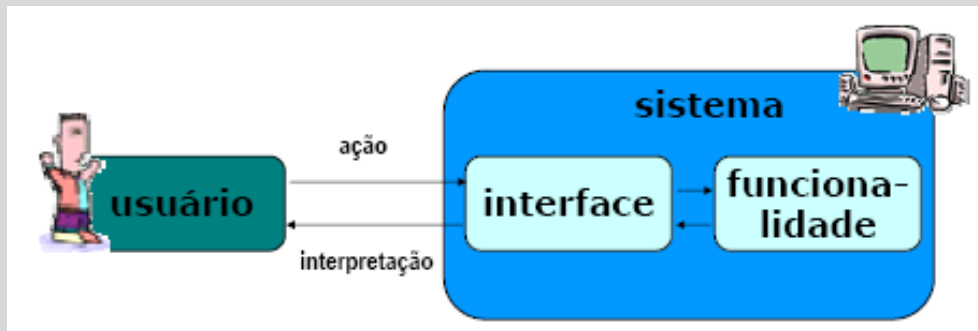 sistema
ação
usuário
interface
funciona-
lidade
interpretação